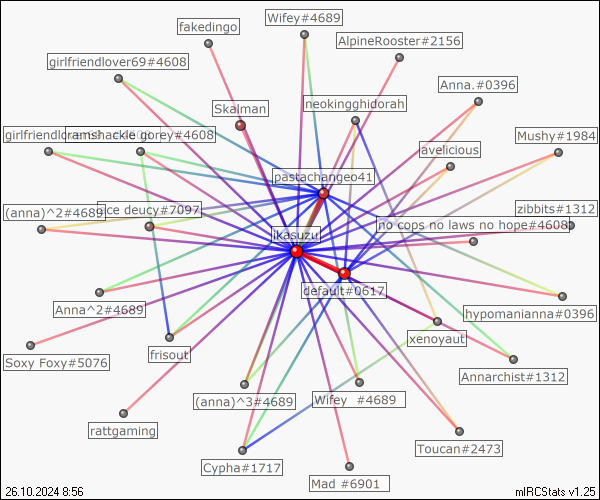 Wifey#4689
fakedingo
AlpineRooster#2156
girlfriendlover69#4608
Anna.#0396
neokingghidorah
Skalman
girlfriendl
ramshackle gorey#4608
Mushy#1984
avelicious
pastachangeo41
(anna)^2#4689
ce deucy#7097
zibbits#1312
no cops no laws no hope#4608
ikasuzu
default#0617
Anna^2#4689
hypomanianna#0396
xenoyaut
frisout
Soxy Foxy#5076
Annarchist#1312
(anna)^3#4689
Wifey #4689
rattgaming
Toucan#2473
Cypha#1717
Mad #6901
26.10.2024 8:56
mIRCStats v1.25